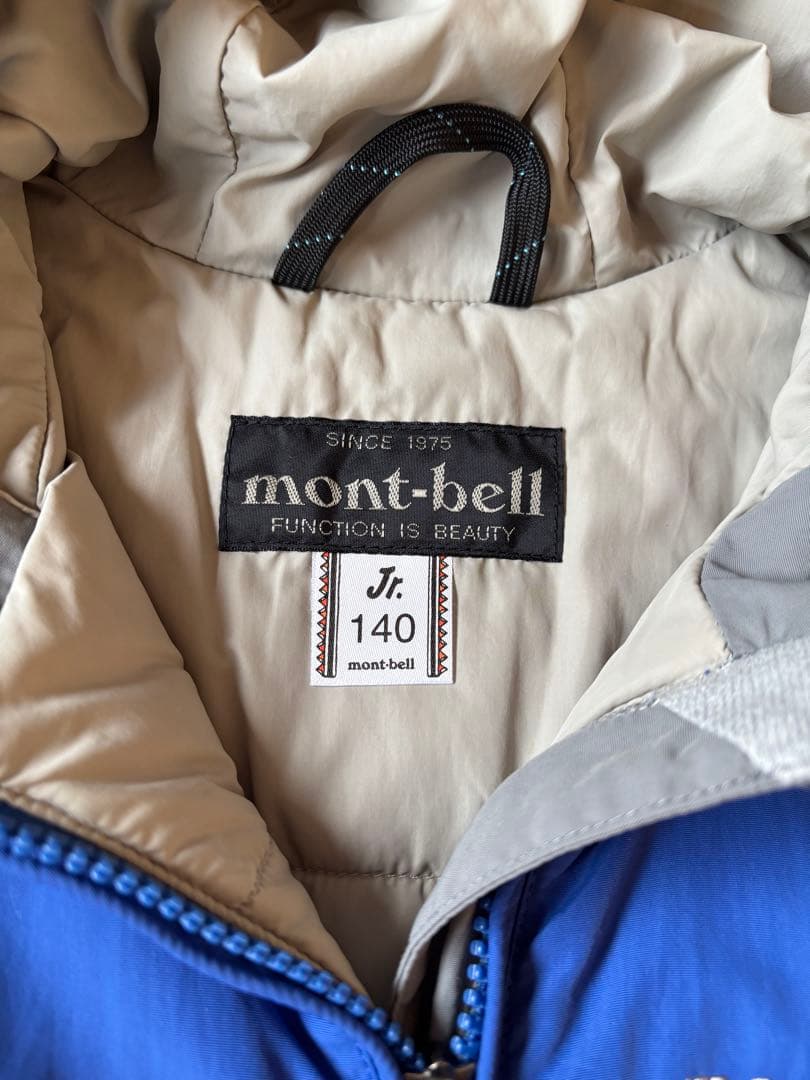 SINCE 1975
mont-bell
FUNCTION IS BEAUTY
Jr.
140
mont-bell